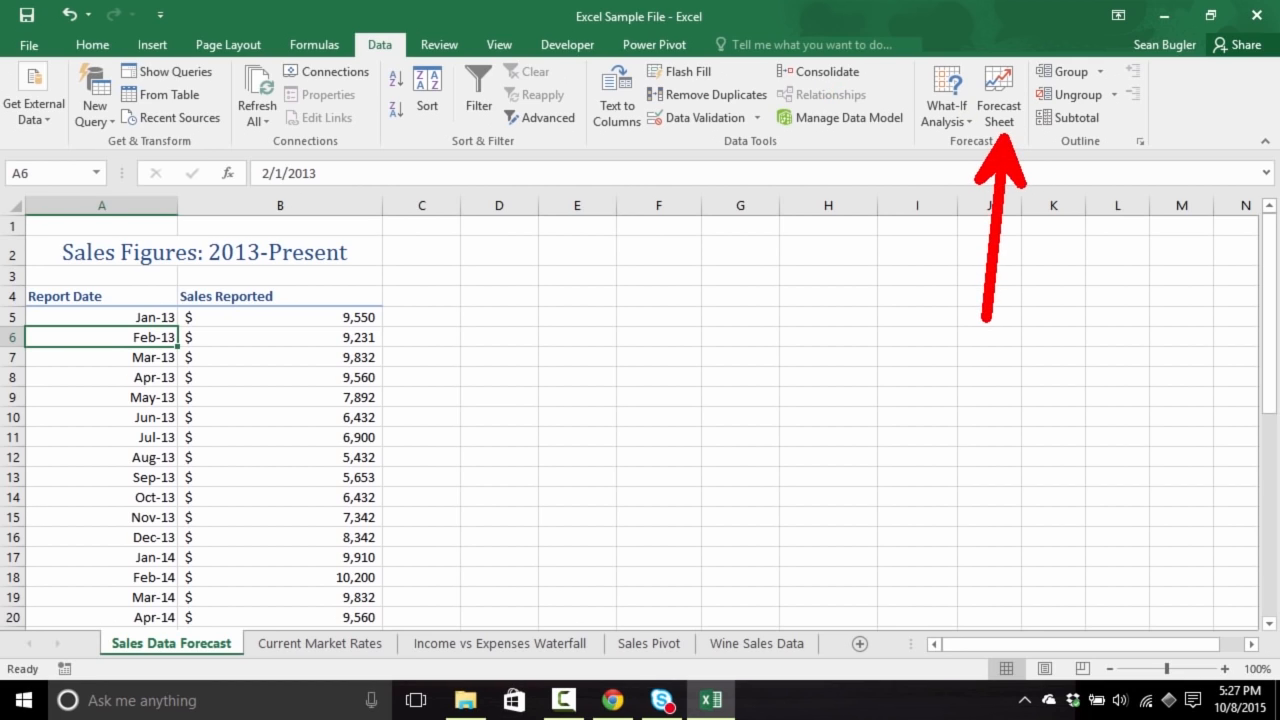 Excel Sample File - Excel
File Home Insert Page Layout Formulas Data Review View Developer Power Pivot Tell me what you want to do... Sean Bugler Share
Show Queries Connections Clear Flash Fill Consolidate Group
From Table Properties Reapply Remove Duplicates Relationships Ungroup
Recent Sources Edit Links Advanced Data Validation Manage Data Model Subtotal
Get External Data
New Query
Refresh All
Sort
Filter
Text to Columns
What-If Analysis
Forecast Sheet
Get & Transform Connections Sort & Filter Data Tools Forecast Outline
A6 fx 2/1/2013
A B C D E F G H I J K L M N
1
2 Sales Figures: 2013-Present
3
4 Report Date Sales Reported
5 Jan-13 $ 9,550
6 Feb-13 $ 9,231
7 Mar-13 $ 9,832
8 Apr-13 $ 9,560
9 May-13 $ 7,892
10 Jun-13 $ 6,432
11 Jul-13 $ 6,900
12 Aug-13 $ 5,432
13 Sep-13 $ 5,653
14 Oct-13 $ 6,432
15 Nov-13 $ 7,342
16 Dec-13 $ 8,342
17 Jan-14 $ 9,910
18 Feb-14 $ 10,200
19 Mar-14 $ 9,832
20 Apr-14 $ 9,560
Sales Data Forecast Current Market Rates Income vs Expenses Waterfall Sales Pivot Wine Sales Data
Ready 100%
Ask me anything 5:27 PM
10/8/2015